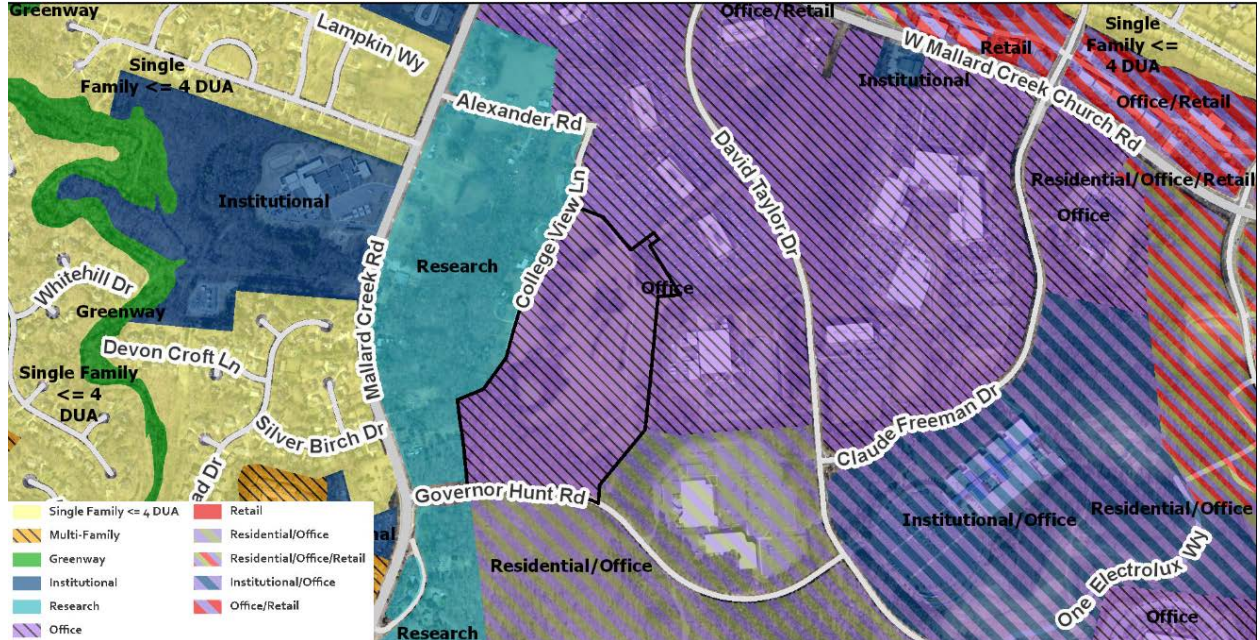 Greenway
Lampkin Wy
Office/Retail
Single
Family <=
4 DUA
W Mallard Creek Church Rd
Retail
Single
Family <= 4 DUA
Institutional
Office/Retail
Alexander Rd
David Taylor Dr
Institutional
Residential/Office/Retail
Office
College View Ln
Research
Mallard Creek Rd
Whitehill Dr
Office
Greenway
Devon Croft Ln
Single Family
<= 4
DUA
Silver Birch Dr
Claude Freeman Dr
ad Dr
Governor Hunt Rd
Institutional/Office
Residential/Office
Residential/Office
One Electrolux Wy
Office
Research
nal
Single Family <= 4 DUA
Multi-Family
Greenway
Institutional
Research
Office
Retail
Residential/Office
Residential/Office/Retail
Institutional/Office
Office/Retail